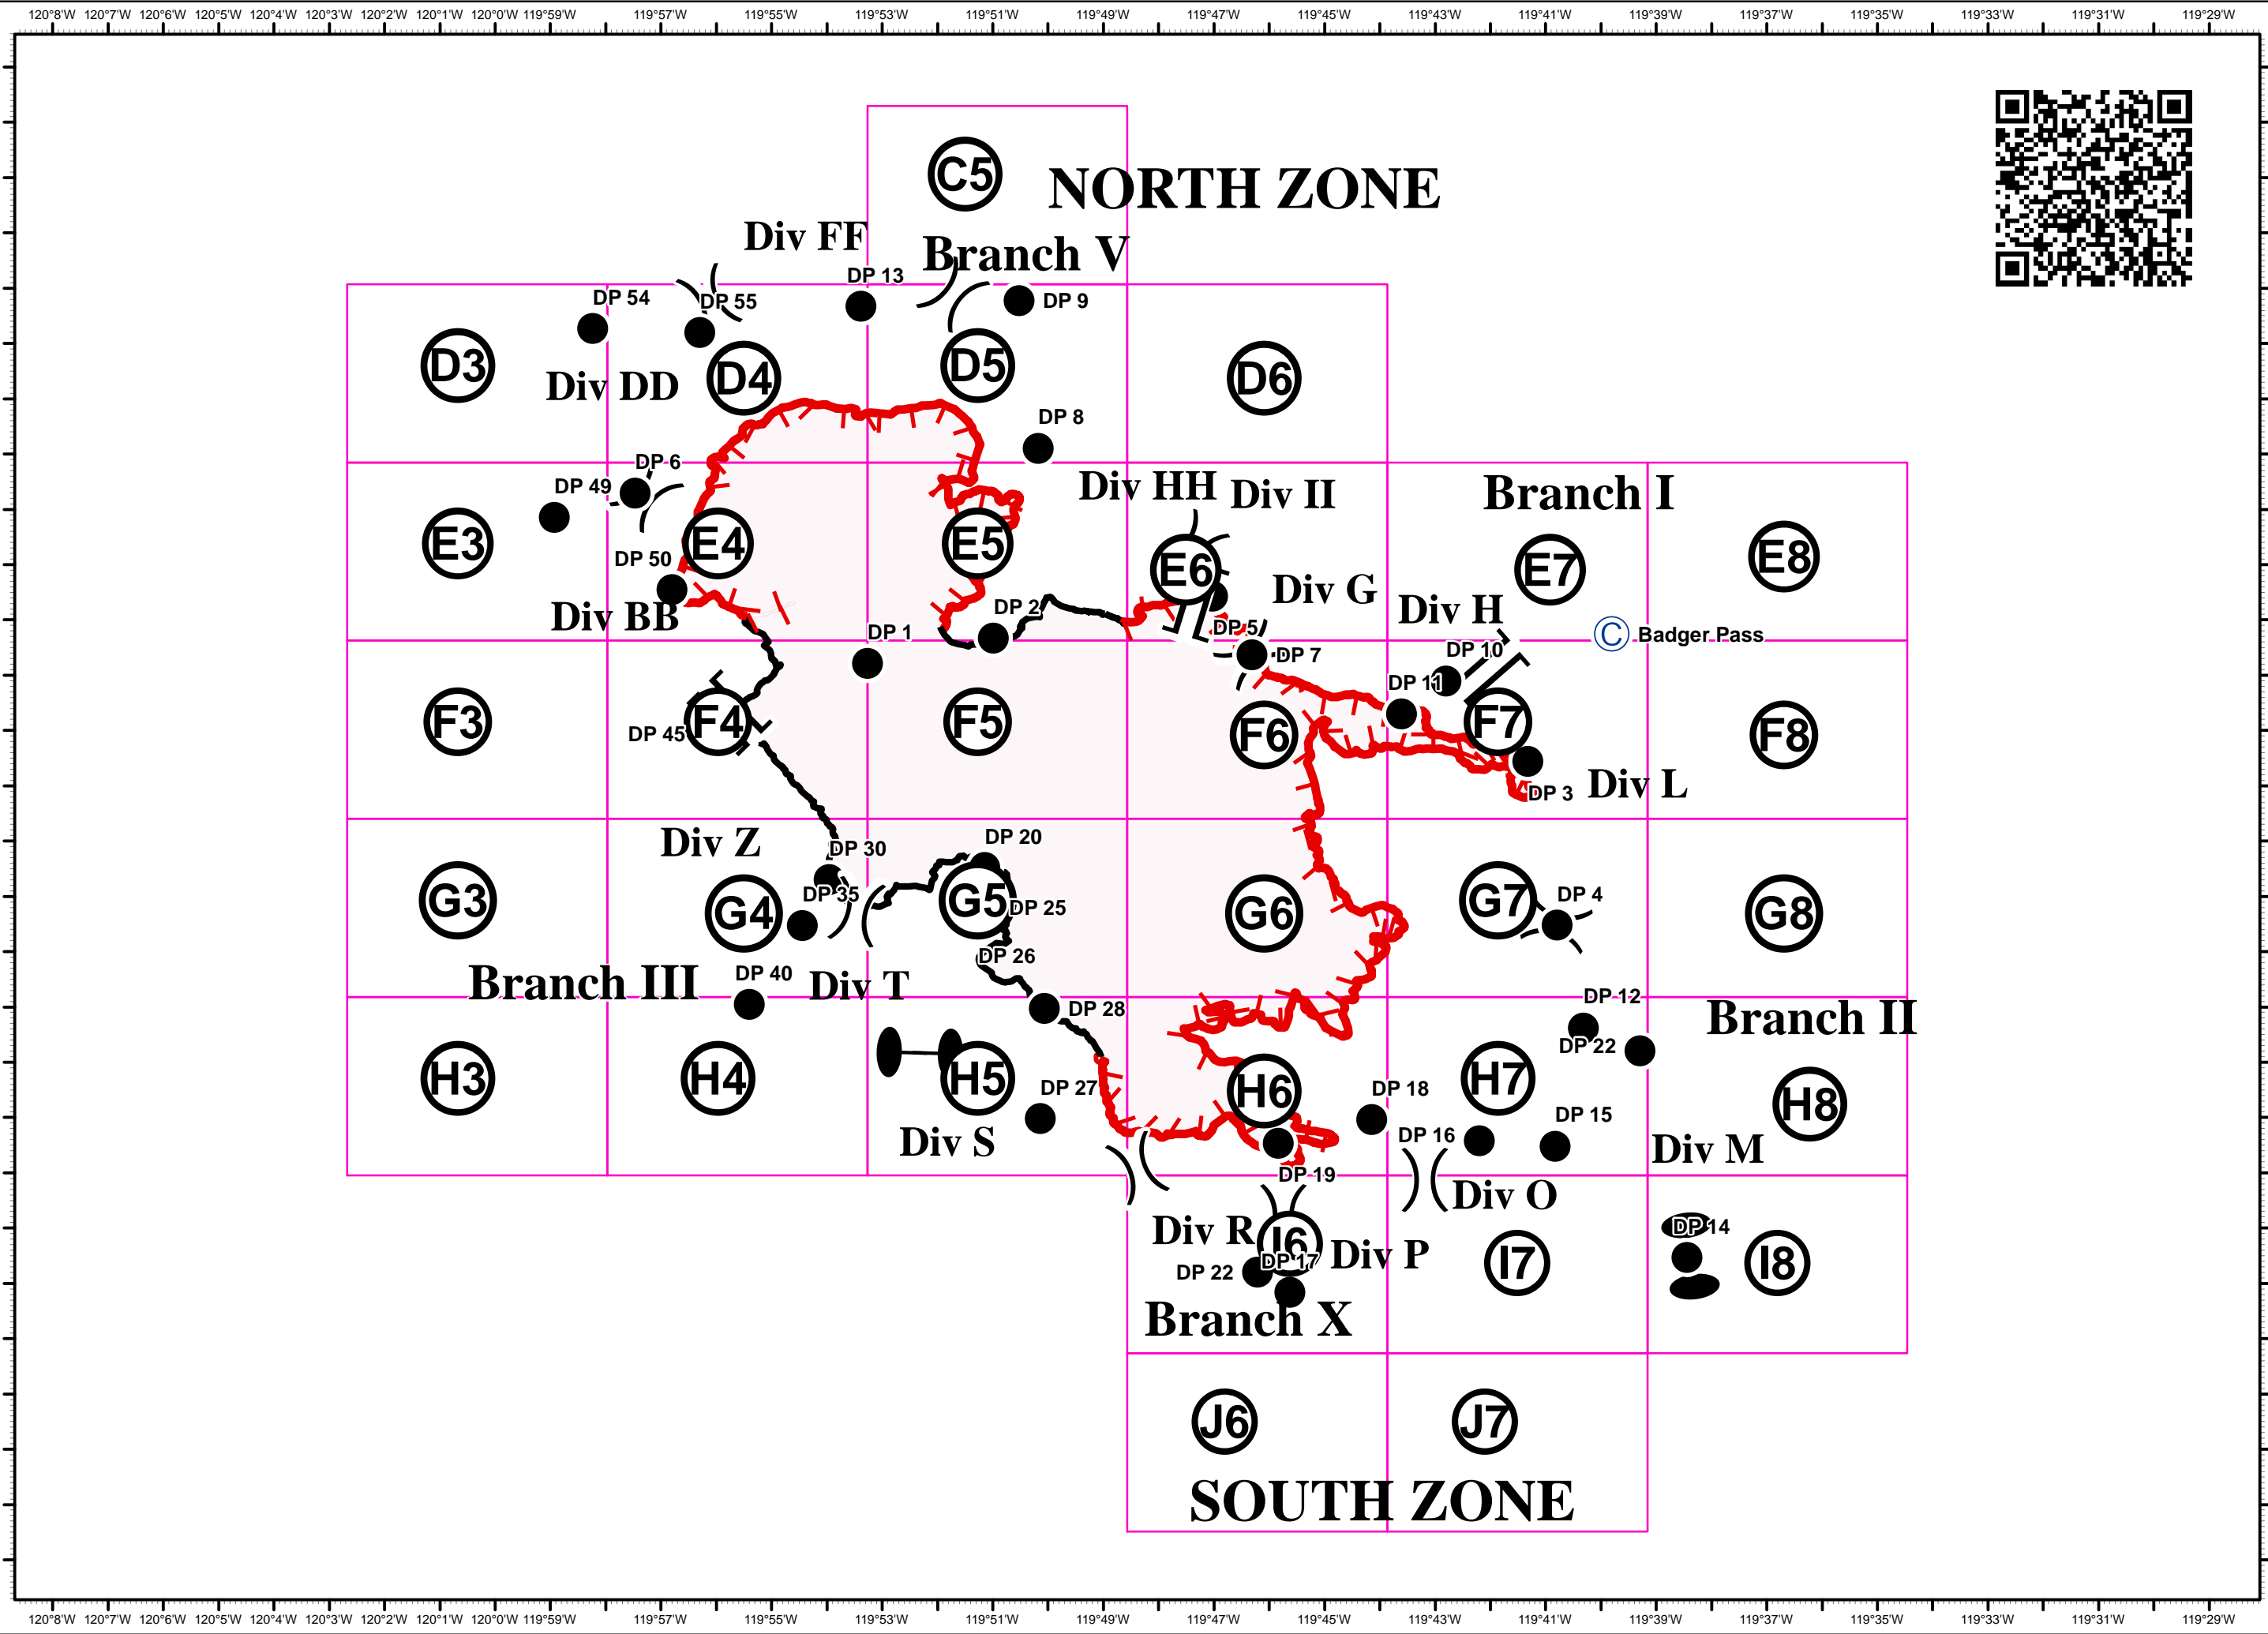 120°8'W 120°7'W 120°6'W 120°5'W 120°4'W 120°3'W 120°2'W 120°1'W 120°0'W 119°59'W 119°57'W 119°55'W 119°53'W 119°51'W 119°49'W 119°47'W 119°45'W 119°43'W 119°41'W 119°39'W 119°37'W 119°35'W 119°33'W 119°31'W 119°29'W
C5
NORTH ZONE
Div FF
Branch V
DP 13
DP 54
DP 55
DP 9
D3
D4
D5
D6
Div DD
DP 8
DP 6
DP 49
Div HH
Div II
Branch I
E3
E4
E5
E6
E7
E8
DP 50
Div BB
Div G
Div H
DP 2
DP 1
DP 5
DP 7
DP 10
© Badger Pass
DP 11
F3
DP 45
F4
F5
F6
F7
F8
Div L
DP 3
Div Z
DP 30
DP 20
DP 35
G3
G4
G5
DP 25
G6
G7
DP 4
G8
DP 26
Branch III
DP 40
Div T
DP 28
DP 12
Branch II
DP 22
H3
H4
H5
DP 27
H6
DP 18
H7
H8
DP 15
DP 16
Div S
Div M
DP 19
Div O
Div R
I6
Div P
I7
DP 14
I8
DP 22
DP 17
Branch X
J6
J7
SOUTH ZONE
120°8'W 120°7'W 120°6'W 120°5'W 120°4'W 120°3'W 120°2'W 120°1'W 120°0'W 119°59'W 119°57'W 119°55'W 119°53'W 119°51'W 119°49'W 119°47'W 119°45'W 119°43'W 119°41'W 119°39'W 119°37'W 119°35'W 119°33'W 119°31'W 119°29'W